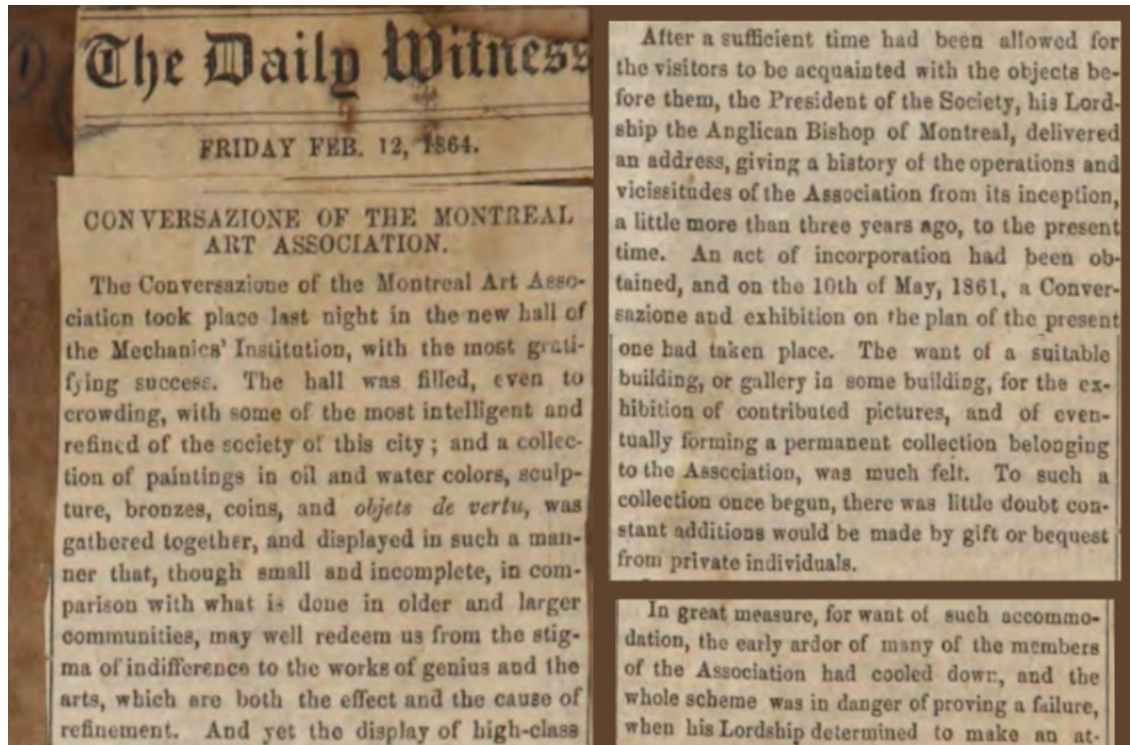 The Daily Witness
FRIDAY FEB. 12, 1864.
CONVERSAZIONE OF THE MONTREAL
ART ASSOCIATION.
The Conversazione of the Montreal Art Asso-
ciation took place last night in the new hall of
the Mechanics' Institution, with the most grati-
fying success. The hall was filled, even to
crowding, with some of the most intelligent and
refined of the society of this city; and a collec-
tion of paintings in oil and water colors, sculp-
ture, bronzes, coins, and objets de vertu, was
gathered together, and displayed in such a man-
ner that, though small and incomplete, in com-
parison with what is done in older and larger
communities, may well redeem us from the stig-
ma of indifference to the works of genius and the
arts, which are both the effect and the cause of
refinement. And yet the display of high-class
After a sufficient time had been allowed for
the visitors to be acquainted with the objects be-
fore them, the President of the Society, his Lord-
ship the Anglican Bishop of Montreal, delivered
an address, giving a history of the operations and
vicissitudes of the Association from its inception,
a little more than three years ago, to the present
time. An act of incorporation had been ob-
tained, and on the 10th of May, 1861, a Conver-
sazione and exhibition on the plan of the present
one had taken place. The want of a suitable
building, or gallery in some building, for the ex-
hibition of contributed pictures, and of even-
tually forming a permanent collection belonging
to the Association, was much felt. To such a
collection once begun, there was little doubt con-
stant additions would be made by gift or bequest
from private individuals.
In great measure, for want of such accommo-
dation, the early ardor of many of the members
of the Association had cooled down, and the
whole scheme was in danger of proving a failure,
when his Lordship determined to make an at-